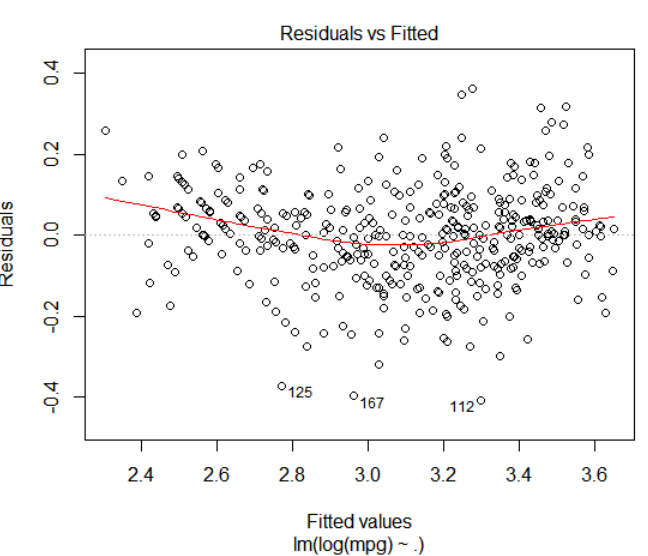 Residuals vs Fitted
Residuals
0.4
0.2
0.0
-0.2
-0.4
125
167
112
2.4 2.6 2.8 3.0 3.2 3.4 3.6
Fitted values
lm(log(mpg) ~ .)